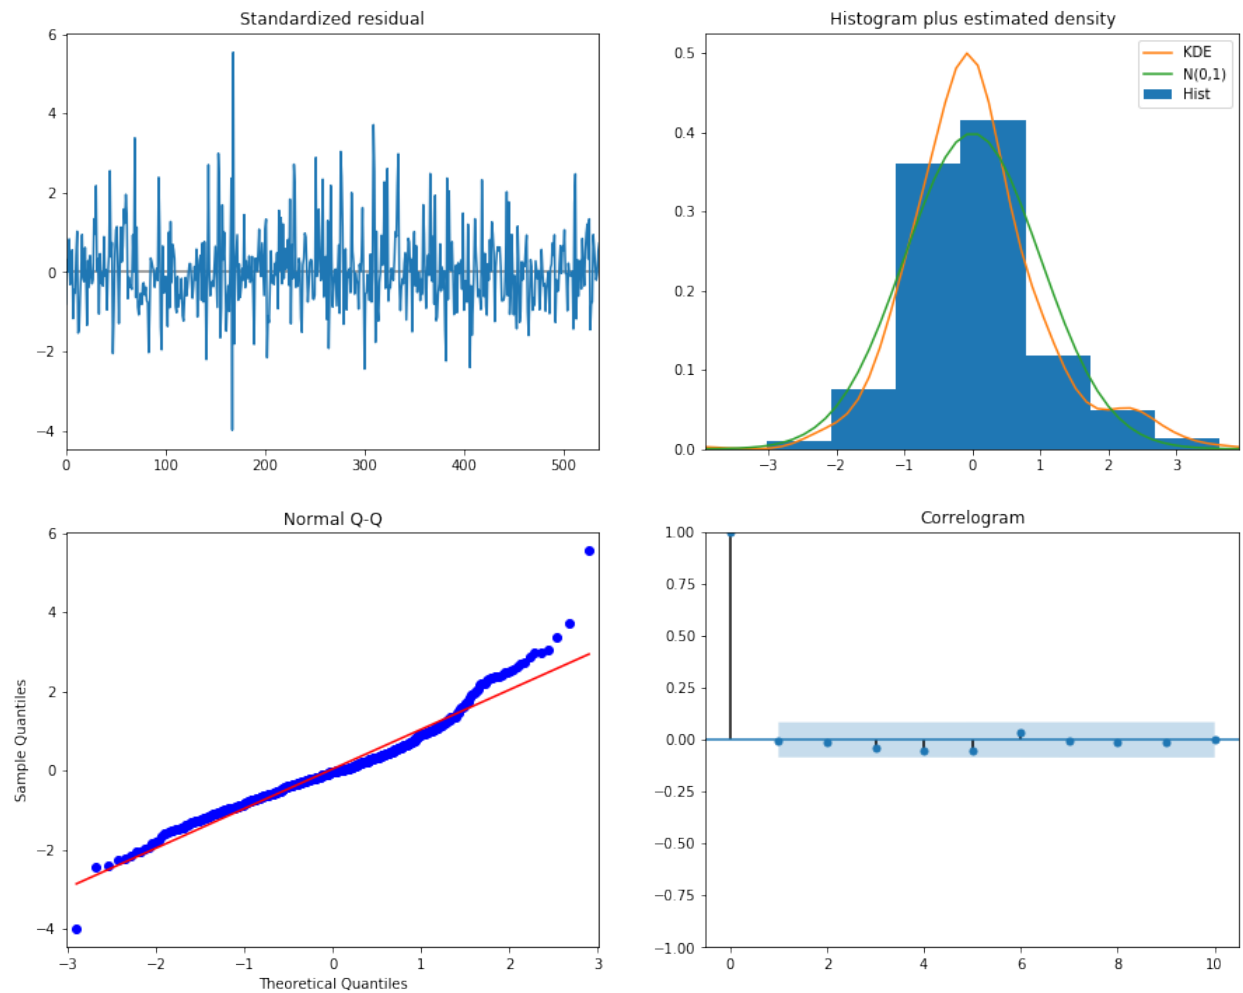 Standardized residual
6
4
2
0
−2
−4
0 100 200 300 400 500
Histogram plus estimated density
KDE
N(0,1)
Hist
0.5
0.4
0.3
0.2
0.1
0.0
−3 −2 −1 0 1 2 3
Normal Q-Q
Sample Quantiles
6
4
2
0
−2
−4
−3 −2 −1 0 1 2 3
Theoretical Quantiles
Correlogram
1.00
0.75
0.50
0.25
0.00
−0.25
−0.50
−0.75
−1.00
0 2 4 6 8 10